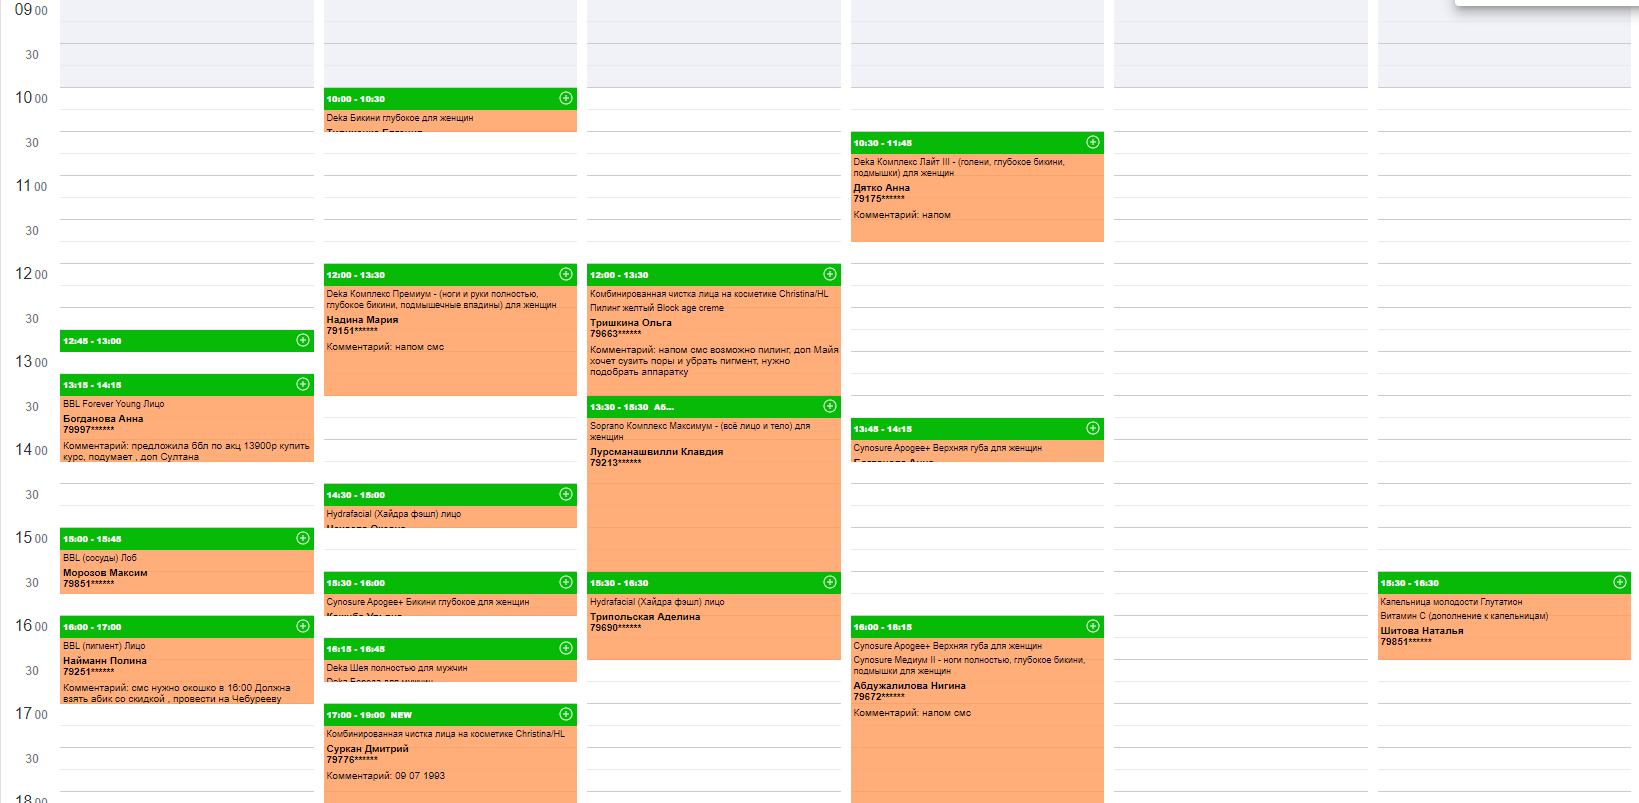 09 00
30
10 00
30
11 00
30
12 00
30
13 00
30
14 00
30
15 00
30
16 00
30
17 00
30
18 00
12:45 - 13:00
13:15 - 14:15
BBL Forever Young Лицо
Богданова Анна
79997******
Комментарий: предложила ббл по акц 13900р купить
курс, подумает , доп Султана
15:00 - 15:45
BBL (сосуды) Лоб
Морозов Максим
79851******
16:00 - 17:00
BBL (пигмент) Лицо
Найманн Полина
79251******
Комментарий: смс нужно окошко в 16:00 Должна
взять абик со скидкой , провести на Чебурееву
10:00 - 10:30
Deka Бикини глубокое для женщин
12:00 - 13:30
Deka Комплекс Премиум - (ноги и руки полностью,
глубокое бикини, подмышечные впадины) для женщин
Надина Мария
79151******
Комментарий: напом смс
14:30 - 15:00
Hydrafacial (Хайдра фэшл) лицо
15:30 - 16:00
Cynosure Apogee+ Бикини глубокое для женщин
16:15 - 16:45
Deka Шея полностью для мужчин
Deka Борода для мужчин
17:00 - 19:00 NEW
Комбинированная чистка лица на косметике Christina/HL
Суркан Дмитрий
79776******
Комментарий: 09 07 1993
12:00 - 13:30
Комбинированная чистка лица на косметике Christina/HL
Пилинг желтый Block age creme
Тришкина Ольга
79663******
Комментарий: напом смс возможно пилинг, доп Майя
хочет сузить поры и убрать пигмент, нужно
подобрать аппаратку
13:30 - 15:30 Аб...
Soprano Комплекс Максимум - (всё лицо и тело) для
женщин
Лурсманашвилли Клавдия
79213******
15:30 - 16:30
Hydrafacial (Хайдра фэшл) лицо
Трипольская Аделина
79690******
10:30 - 11:45
Deka Комплекс Лайт III - (голени, глубокое бикини,
подмышки) для женщин
Дятко Анна
79175******
Комментарий: напом
13:45 - 14:15
Cynosure Apogee+ Верхняя губа для женщин
16:00 - 18:15
Cynosure Apogee+ Верхняя губа для женщин
Cynosure Медиум II - ноги полностью, глубокое бикини,
подмышки для женщин
Абдужалилова Нигина
79672******
Комментарий: напом смс
15:30 - 16:30
Капельница молодости Глутатион
Витамин С (дополнение к капельницам)
Шитова Наталья
79851******